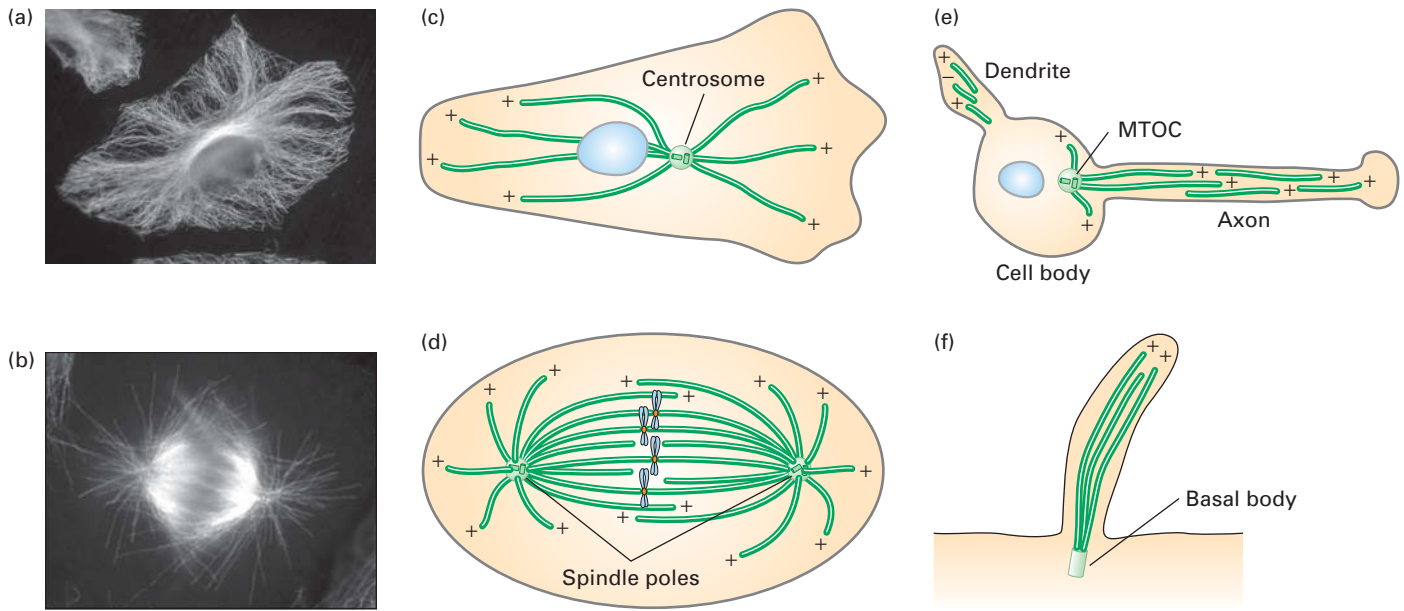 (a)
(c)
Centrosome
+
+
+
+
+
+
+
(e)
+
−
+
Dendrite
MTOC
+
+
+
+
+
+
+
Axon
Cell body
(b)
(d)
+
+
+
+
+
+
+
+
+
+
+
+
+
+
Spindle poles
(f)
+
+
Basal body